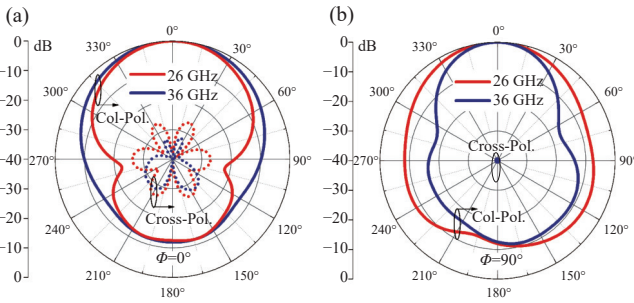 (a)
0°
0 dB
330°
30°
−10
26 GHz
36 GHz
300°
60°
Col-Pol.
−20
−30
−40
270°
90°
−30
Cross-Pol.
−20
240°
120°
−10
Φ=0°
210°
150°
0
180°
(b)
0°
0 dB
330°
30°
−10
26 GHz
36 GHz
300°
60°
−20
Cross-Pol.
−30
−40
270°
90°
−30
Col-Pol.
−20
240°
120°
−10
Φ=90°
210°
150°
0
180°